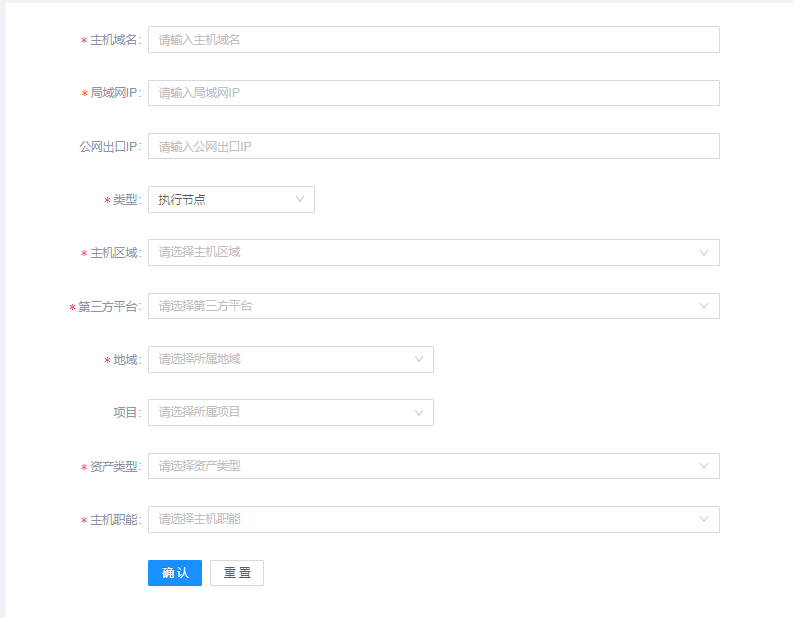 * 主机域名: 请输入主机域名
* 局域网IP: 请输入局域网IP
公网出口IP: 请输入公网出口IP
* 类型: 执行节点
* 主机区域: 请选择主机区域
* 第三方平台: 请选择第三方平台
* 地域: 请选择所属地域
项目: 请选择所属项目
* 资产类型: 请选择资产类型
* 主机职能: 请选择主机职能
确 认 重 置